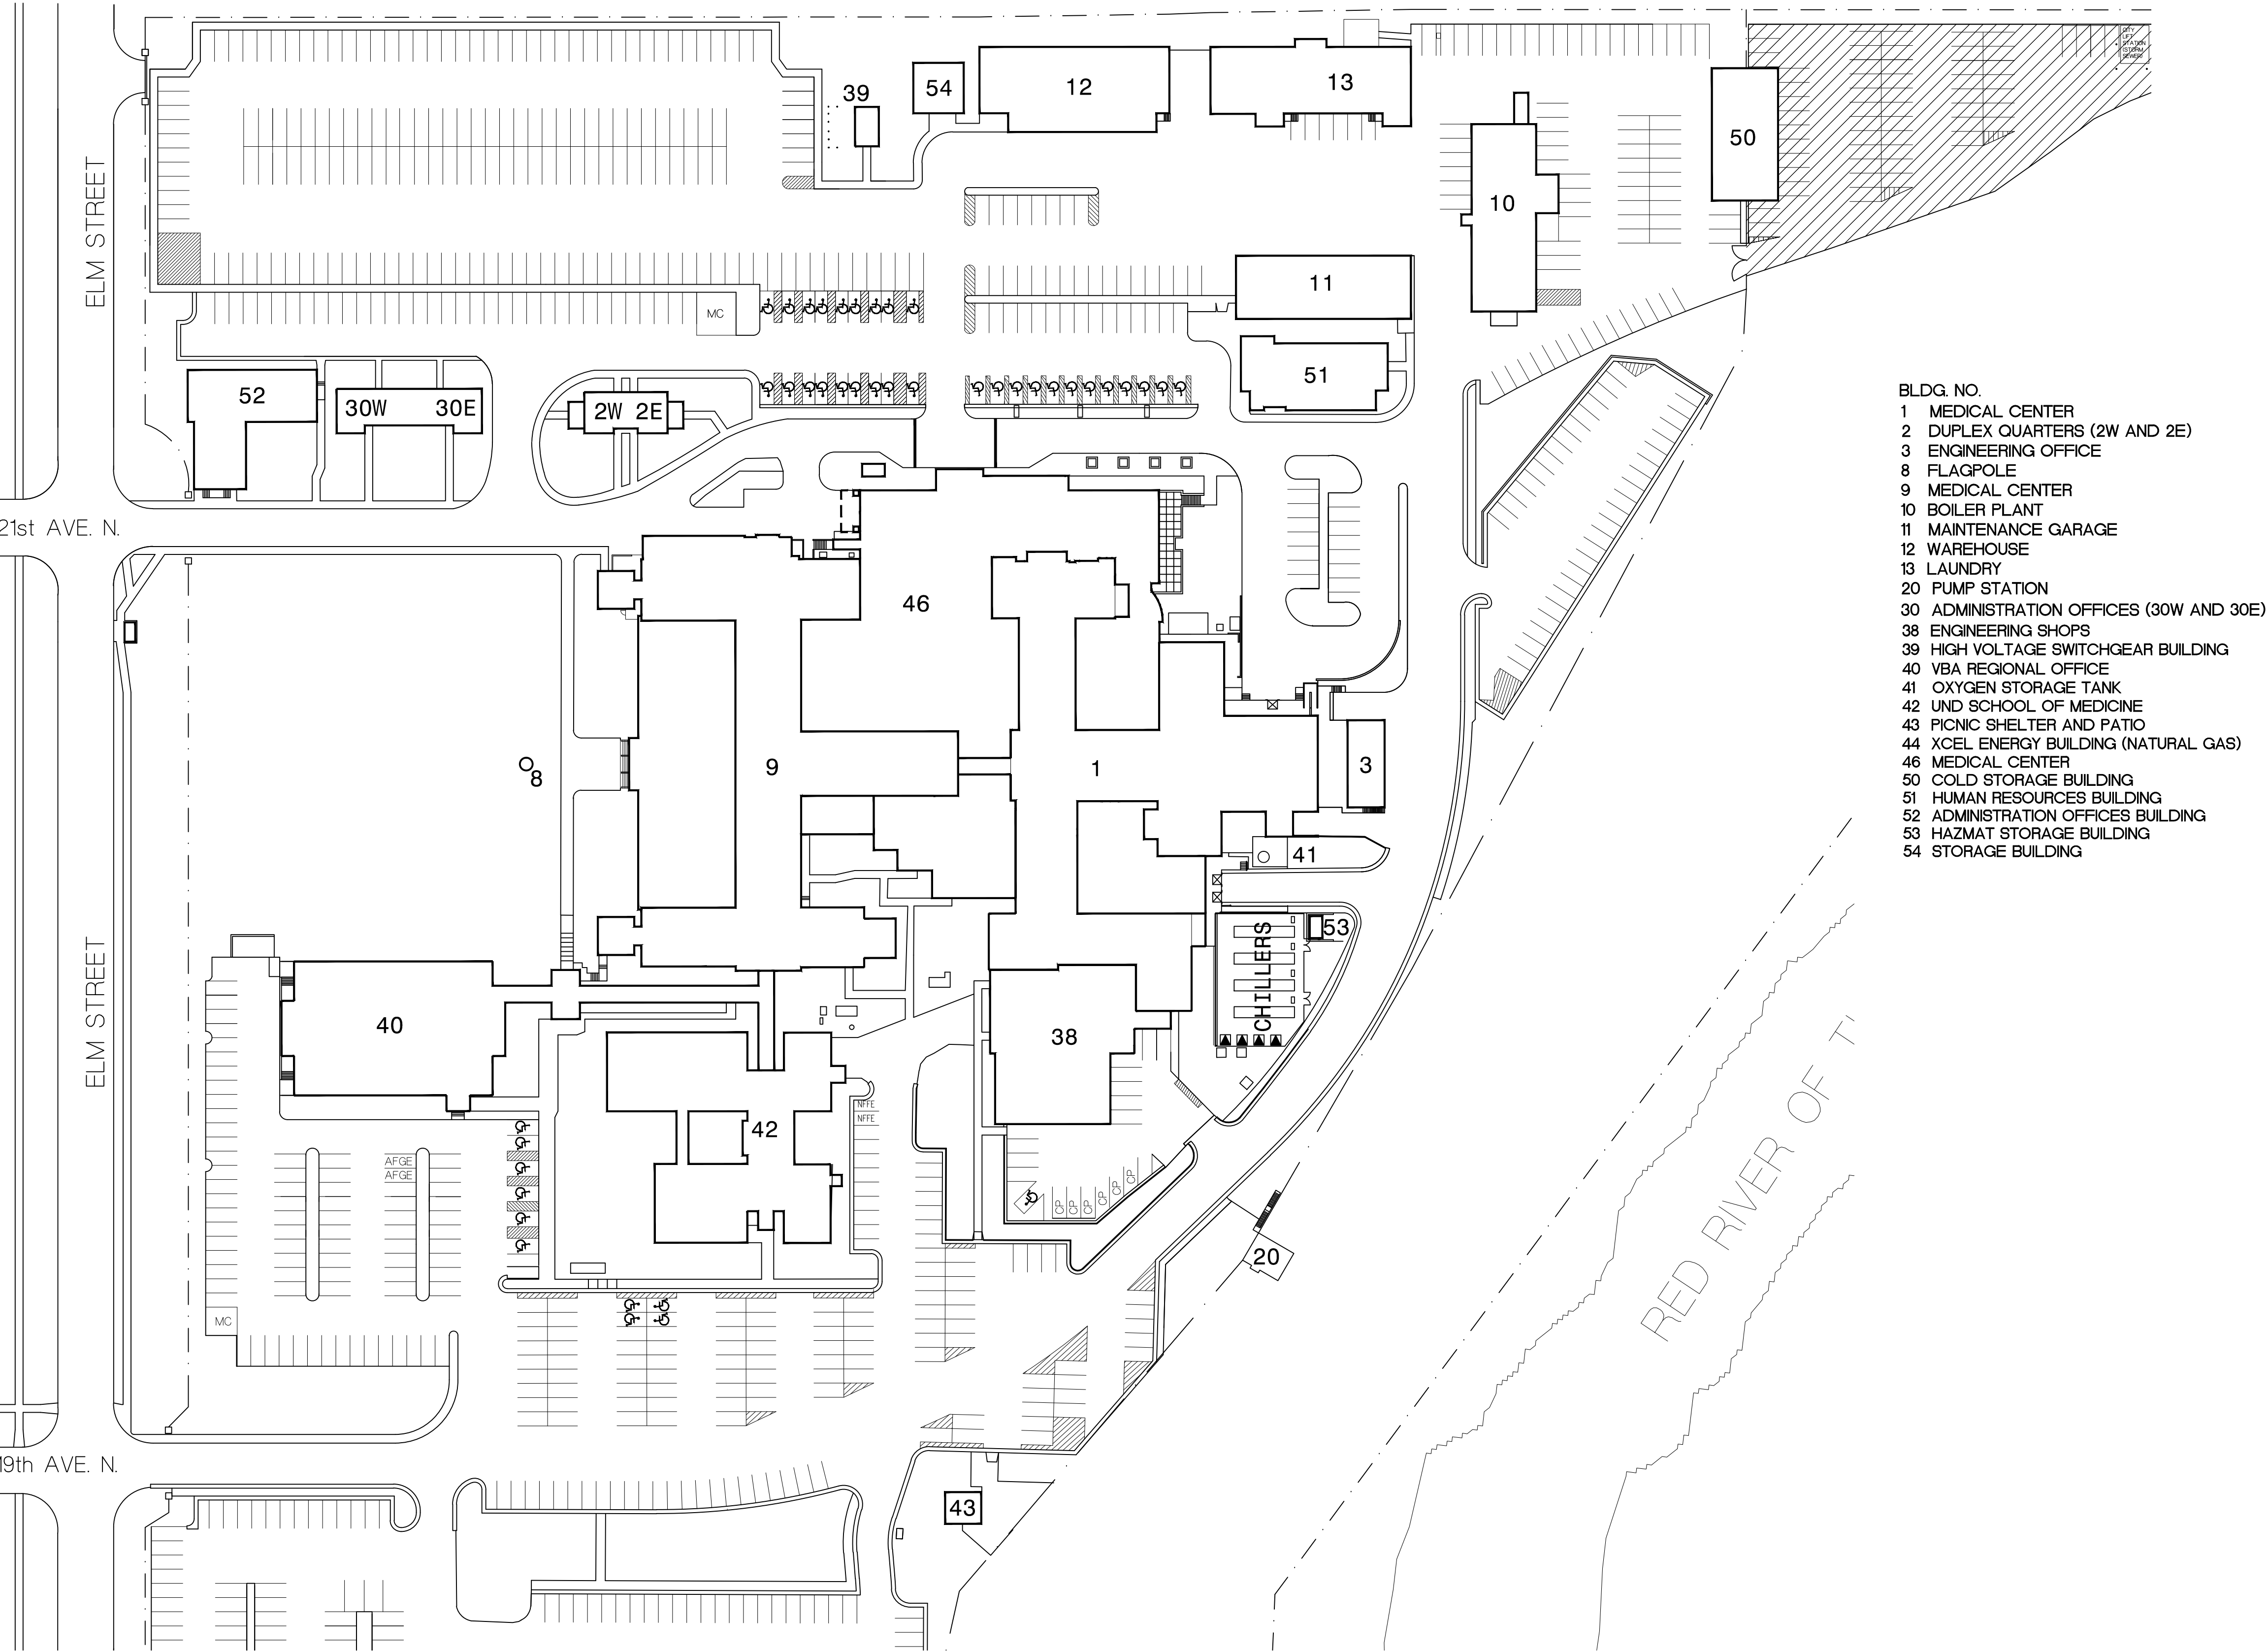 CITY
LIFT
STATION
(STORM
SEWER)
39
54
12
13
50
10
ELM STREET
11
MC
51
52
30W 30E
2W 2E
21st AVE. N.
46
8
9
1
3
41
53
CHILLERS
ELM STREET
40
38
42
NFFE
NFFE
AFGE
AFGE
CP
CP
CP
CP
CP
CP
20
MC
19th AVE. N.
43
RED RIVER OF
BLDG. NO.
1 MEDICAL CENTER
2 DUPLEX QUARTERS (2W AND 2E)
3 ENGINEERING OFFICE
8 FLAGPOLE
9 MEDICAL CENTER
10 BOILER PLANT
11 MAINTENANCE GARAGE
12 WAREHOUSE
13 LAUNDRY
20 PUMP STATION
30 ADMINISTRATION OFFICES (30W AND 30E)
38 ENGINEERING SHOPS
39 HIGH VOLTAGE SWITCHGEAR BUILDING
40 VBA REGIONAL OFFICE
41 OXYGEN STORAGE TANK
42 UND SCHOOL OF MEDICINE
43 PICNIC SHELTER AND PATIO
44 XCEL ENERGY BUILDING (NATURAL GAS)
46 MEDICAL CENTER
50 COLD STORAGE BUILDING
51 HUMAN RESOURCES BUILDING
52 ADMINISTRATION OFFICES BUILDING
53 HAZMAT STORAGE BUILDING
54 STORAGE BUILDING